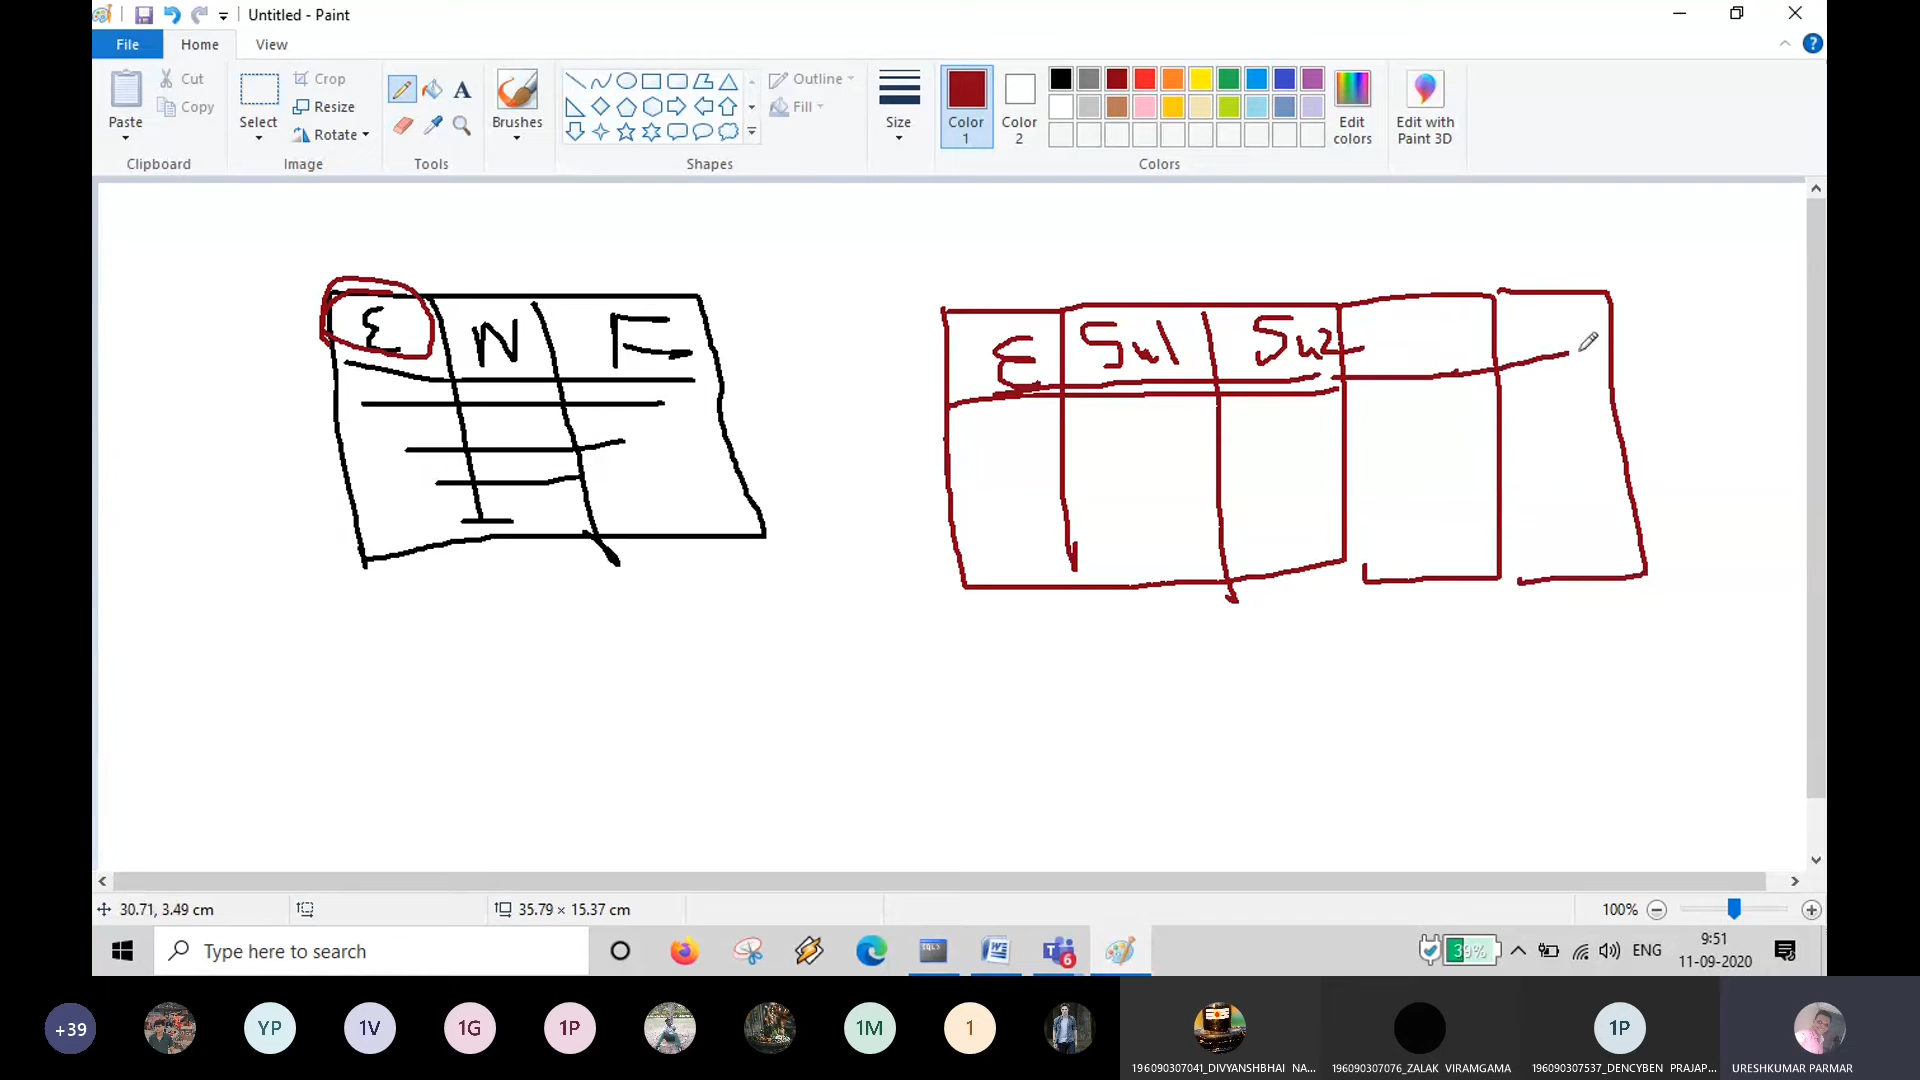 Untitled - Paint
File Home View
Cut
Copy
Paste
Clipboard
Crop
Resize
Rotate
Select
Image
Tools
Brushes
Outline
Fill
Shapes
Size
Color 1
Color 2
Edit colors
Edit with Paint 3D
Colors
Σ N F
E Su1 Su2
30.71, 3.49 cm
35.79 × 15.37 cm
100%
Type here to search
SQL>
6
39%
ENG
9:51
11-09-2020
+39
YP
1V
1G
1P
1M
1
1P
196090307041_DIVYANSHBHAI NA...
196090307076_ZALAK VIRAMGAMA
196090307537_DENCYBEN PRAJAP...
URESHKUMAR PARMAR